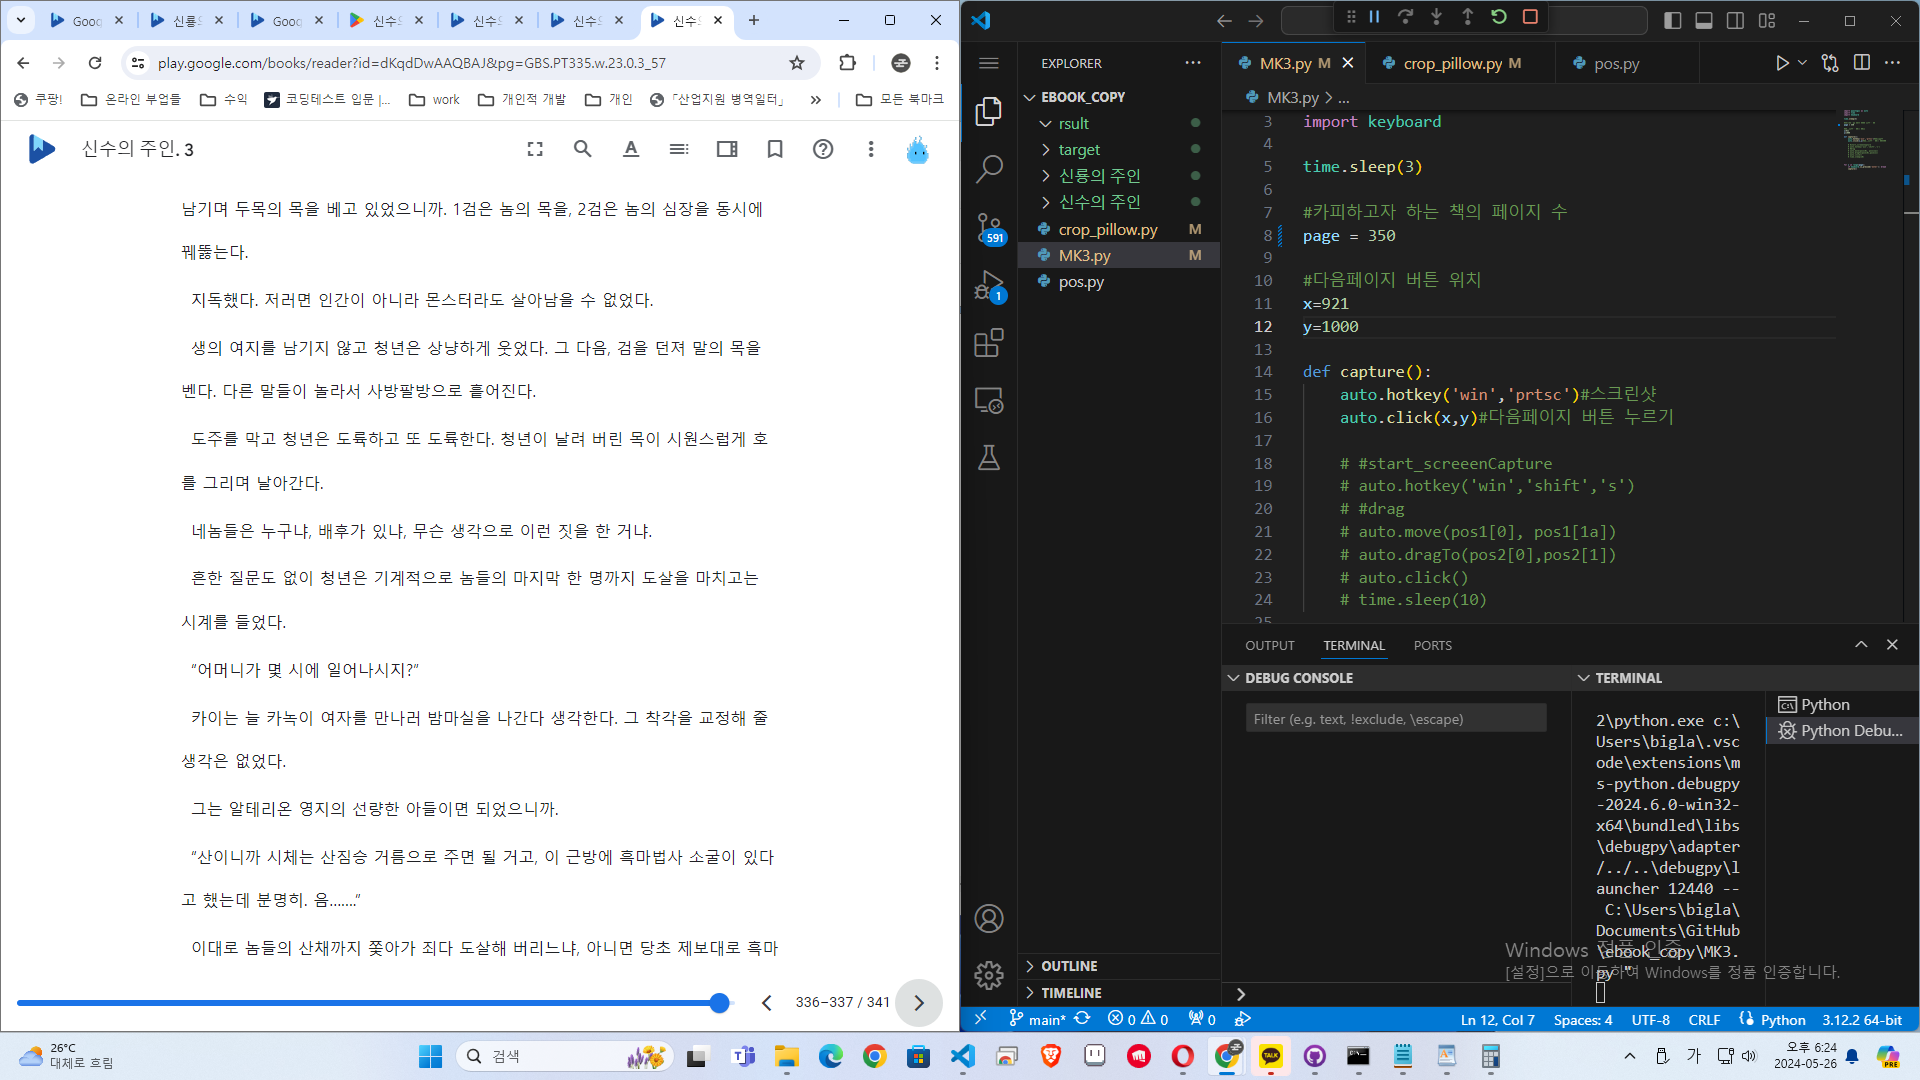 Goog
신룡
Goog
신수의
신수
신수
신수
play.google.com/books/reader?id=dKqdDwAAQBAJ&pg=GBS.PT335.w.23.0.3_57
쿠팡!
온라인 부업들
수익
코딩테스트 입문 |...
work
개인적 개발
개인
「산업지원 병역일터」
모든 북마크
신수의 주인. 3
남기며 두목의 목을 베고 있었으니까. 1검은 놈의 목을, 2검은 놈의 심장을 동시에
꿰뚫는다.
지독했다. 저러면 인간이 아니라 몬스터라도 살아남을 수 없었다.
생의 여지를 남기지 않고 청년은 상냥하게 웃었다. 그 다음, 검을 던져 말의 목을
벤다. 다른 말들이 놀라서 사방팔방으로 흩어진다.
도주를 막고 청년은 도륙하고 또 도륙한다. 청년이 날려 버린 목이 시원스럽게 호
를 그리며 날아간다.
네놈들은 누구냐, 배후가 있냐, 무슨 생각으로 이런 짓을 한 거냐.
흔한 질문도 없이 청년은 기계적으로 놈들의 마지막 한 명까지 도살을 마치고는
시계를 들었다.
“어머니가 몇 시에 일어나시지?”
카이는 늘 카녹이 여자를 만나러 밤마실을 나간다 생각한다. 그 착각을 교정해 줄
생각은 없었다.
그는 알테리온 영지의 선량한 아들이면 되었으니까.
“산이니까 시체는 산짐승 거름으로 주면 될 거고, 이 근방에 흑마법사 소굴이 있다
고 했는데 분명히. 음…….”
이대로 놈들의 산채까지 쫓아가 죄다 도살해 버리느냐, 아니면 당초 제보대로 흑마
336–337 / 341
EXPLORER
EBOOK_COPY
rsult
target
신룡의 주인
신수의 주인
crop_pillow.py M
MK3.py M
pos.py
591
1
OUTLINE
TIMELINE
MK3.py M
crop_pillow.py M
pos.py
MK3.py > ...
3 import keyboard
4
5 time.sleep(3)
6
7 #카피하고자 하는 책의 페이지 수
8 page = 350
9
10 #다음페이지 버튼 위치
11 x=921
12 y=1000
13
14 def capture():
15 auto.hotkey('win','prtsc')#스크린샷
16 auto.click(x,y)#다음페이지 버튼 누르기
17
18 # #start_screeenCapture
19 # auto.hotkey('win','shift','s')
20 # #drag
21 # auto.move(pos1[0], pos1[1a])
22 # auto.dragTo(pos2[0],pos2[1])
23 # auto.click()
24 # time.sleep(10)
25
OUTPUT
TERMINAL
PORTS
DEBUG CONSOLE
Filter (e.g. text, !exclude, \escape)
TERMINAL
2\python.exe c:\
Users\bigla\.vsc
ode\extensions\m
s-python.debugpy
-2024.6.0-win32-
x64\bundled\libs
\debugpy\adapter
/../..\debugpy\l
auncher 12440 --
C:\Users\bigla\
Documents\GitHub
\ebook_copy\MK3.
py "
Python
Python Debu...
Windows 정품 인증
[설정]으로 이동하여 Windows를 정품 인증합니다.
main*
0 0
0
Ln 12, Col 7
Spaces: 4
UTF-8
CRLF
Python
3.12.2 64-bit
26°C
대체로 흐림
검색
TALK
가
오후 6:24
2024-05-26
PRE